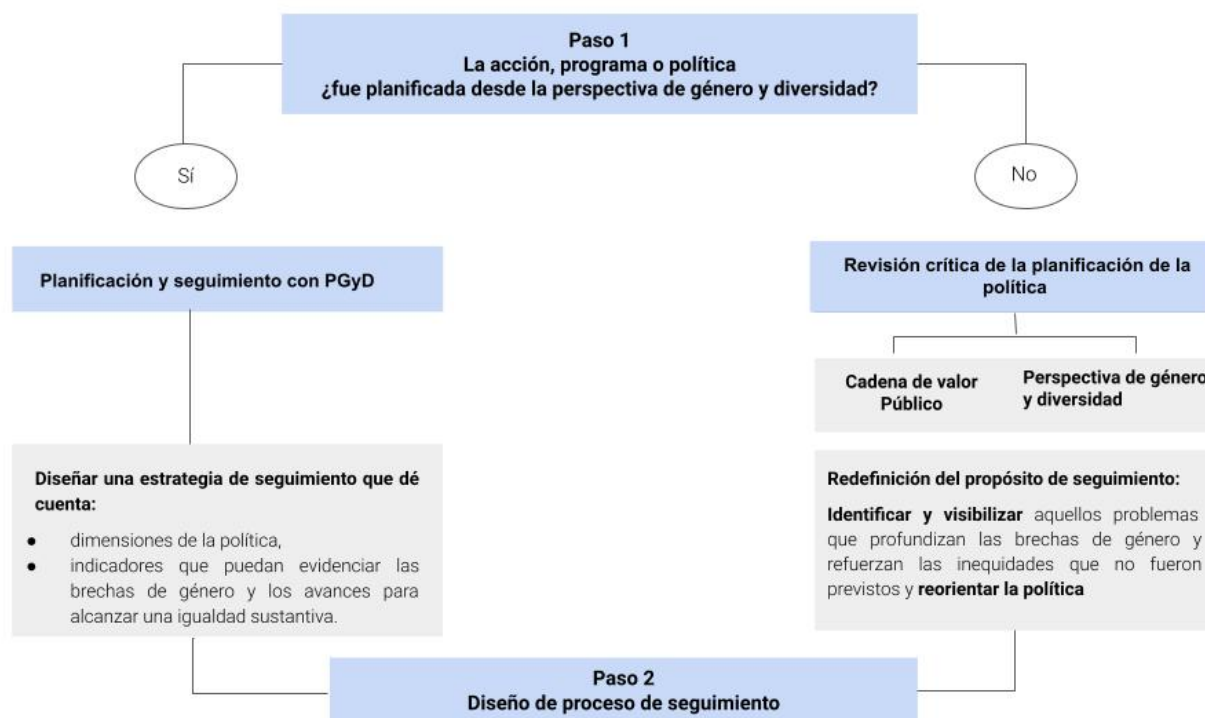 Paso 1
La acción, programa o política
¿fue planificada desde la perspectiva de género y diversidad?
Sí
No
Planificación y seguimiento con PGyD
Revisión crítica de la planificación de la
política
Cadena de valor
Público
Perspectiva de género
y diversidad
Diseñar una estrategia de seguimiento que dé
cuenta:
● dimensiones de la política,
● indicadores que puedan evidenciar las
brechas de género y los avances para
alcanzar una igualdad sustantiva.
Redefinición del propósito de seguimiento:
Identificar y visibilizar aquellos problemas
que profundizan las brechas de género y
refuerzan las inequidades que no fueron
previstos y reorientar la política
Paso 2
Diseño de proceso de seguimiento